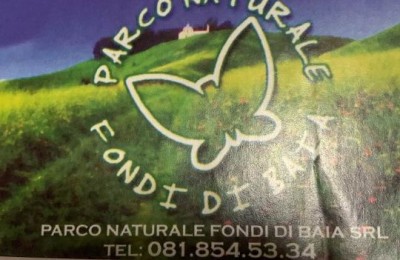 PARCO NATURALE
FONDI DI BAIA
PARCO NATURALE FONDI DI BAIA SRL
TEL: 081.854.53.34